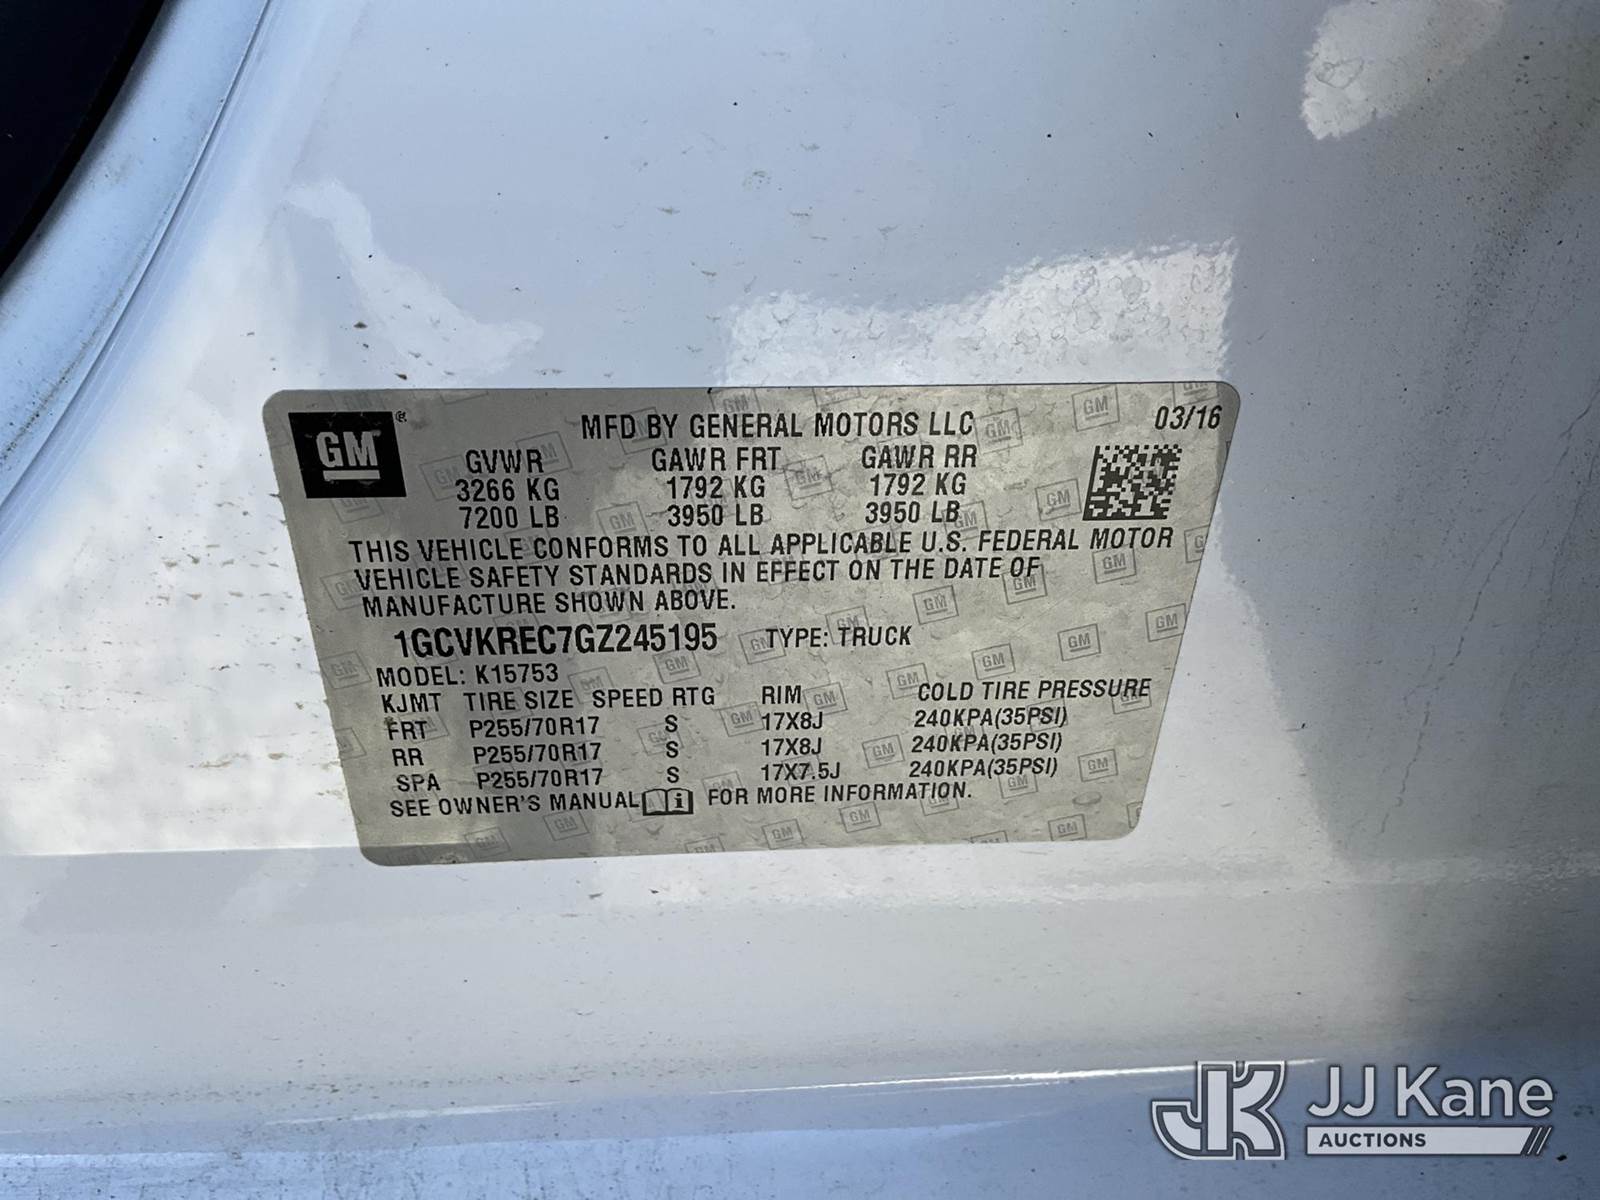 GM ® MFD BY GENERAL MOTORS LLC 03/16
GVWR GAWR FRT GAWR RR
3266 KG 1792 KG 1792 KG
7200 LB 3950 LB 3950 LB
THIS VEHICLE CONFORMS TO ALL APPLICABLE U.S. FEDERAL MOTOR
VEHICLE SAFETY STANDARDS IN EFFECT ON THE DATE OF
MANUFACTURE SHOWN ABOVE.
1GCVKREC7GZ245195 TYPE: TRUCK
MODEL: K15753
KJMT TIRE SIZE SPEED RTG RIM COLD TIRE PRESSURE
FRT P255/70R17 S 17X8J 240KPA(35PSI)
RR P255/70R17 S 17X8J 240KPA(35PSI)
SPA P255/70R17 S 17X7.5J 240KPA(35PSI)
SEE OWNER'S MANUAL i FOR MORE INFORMATION.
JK JJ Kane
AUCTIONS